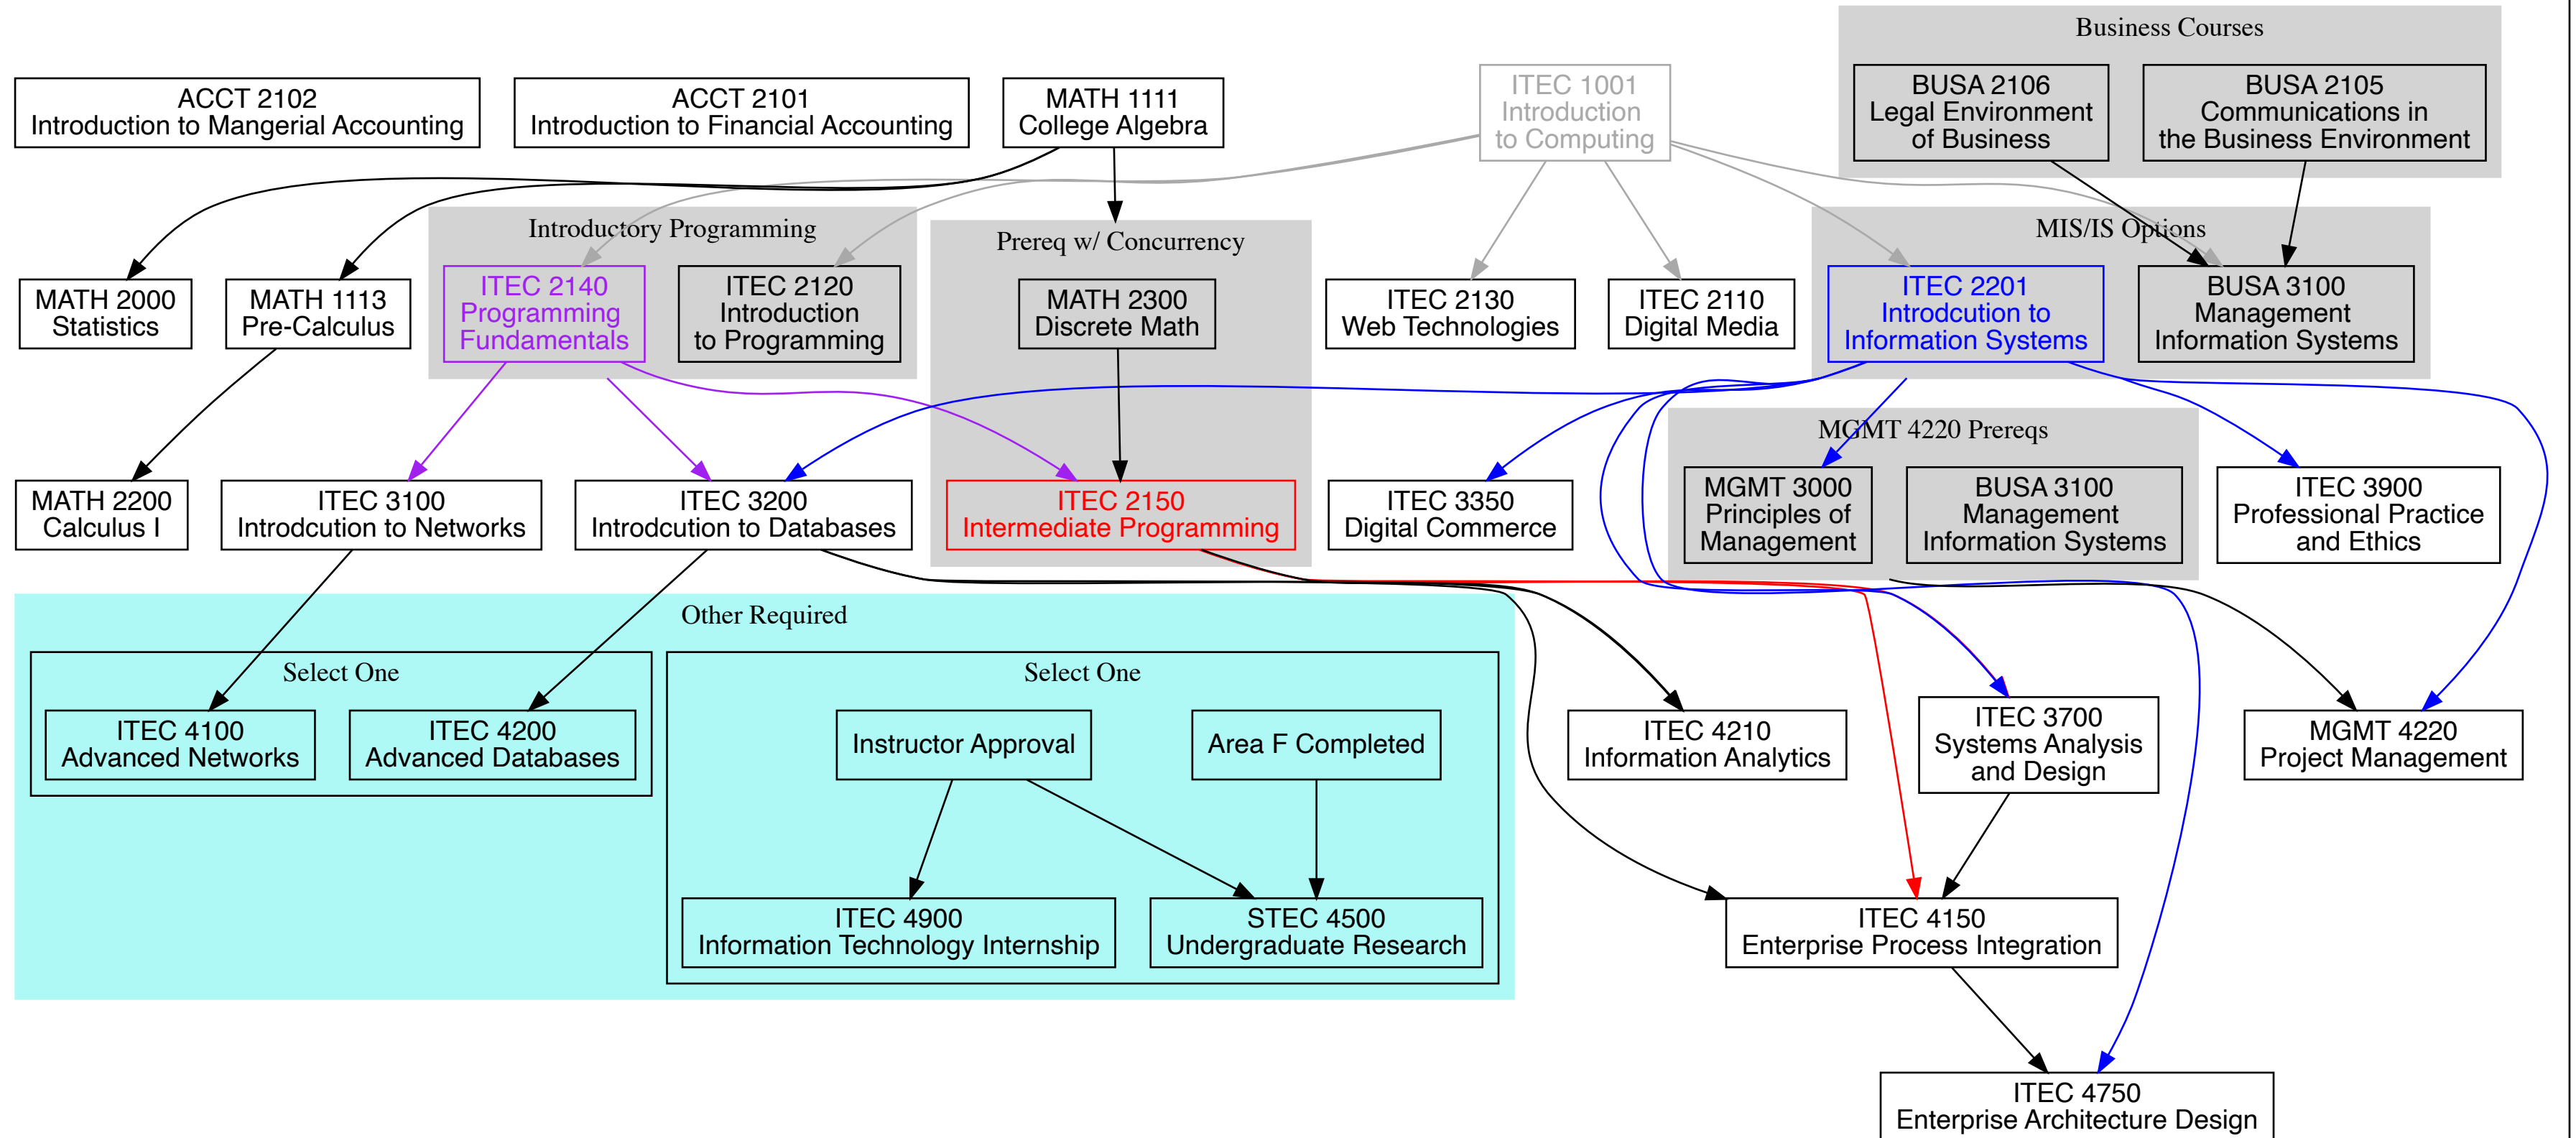 Business Courses
ACCT 2102
Introduction to Mangerial Accounting
ACCT 2101
Introduction to Financial Accounting
MATH 1111
College Algebra
ITEC 1001
Introduction
to Computing
BUSA 2106
Legal Environment
of Business
BUSA 2105
Communications in
the Business Environment
Introductory Programming
Prereq w/ Concurrency
MIS/IS Options
MATH 2000
Statistics
MATH 1113
Pre-Calculus
ITEC 2140
Programming
Fundamentals
ITEC 2120
Introduction
to Programming
MATH 2300
Discrete Math
ITEC 2130
Web Technologies
ITEC 2110
Digital Media
ITEC 2201
Introdcution to
Information Systems
BUSA 3100
Management
Information Systems
MGMT 4220 Prereqs
MATH 2200
Calculus I
ITEC 3100
Introdcution to Networks
ITEC 3200
Introdcution to Databases
ITEC 2150
Intermediate Programming
ITEC 3350
Digital Commerce
MGMT 3000
Principles of
Management
BUSA 3100
Management
Information Systems
ITEC 3900
Professional Practice
and Ethics
Other Required
Select One
Select One
ITEC 4100
Advanced Networks
ITEC 4200
Advanced Databases
Instructor Approval
Area F Completed
ITEC 4210
Information Analytics
ITEC 3700
Systems Analysis
and Design
MGMT 4220
Project Management
ITEC 4900
Information Technology Internship
STEC 4500
Undergraduate Research
ITEC 4150
Enterprise Process Integration
ITEC 4750
Enterprise Architecture Design